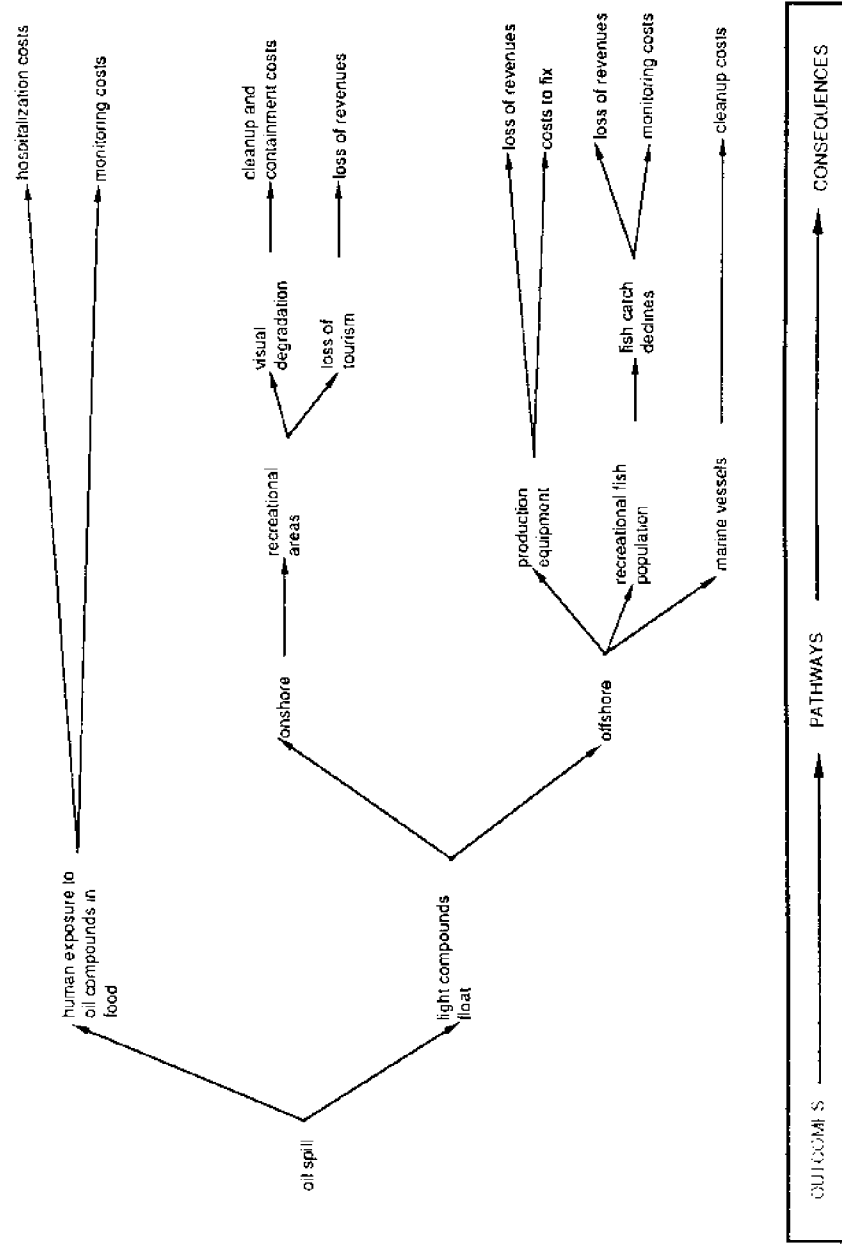 oil spill
human exposure to
oil compounds in
food
light compounds
float
onshore
offshore
recreational
areas
production
equipment
recreational fish
population
marine vessels
visual
degradation
loss of
tourism
fish catch
declines
hospitalization costs
monitoring costs
cleanup and
containment costs
loss of revenues
loss of revenues
costs to fix
loss of revenues
monitoring costs
cleanup costs
OUTCOMES
PATHWAYS
CONSEQUENCES